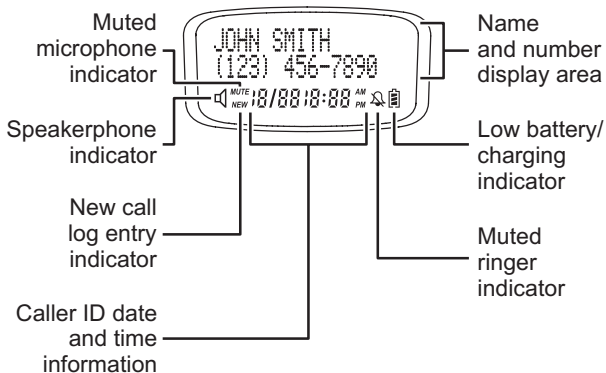 Muted
microphone
indicator
Speakerphone
indicator
New call
log entry
indicator
Caller ID date
and time
information
JOHN SMITH
(123) 456-7890
MUTE
NEW
18/88 18:88
AM
PM
Name
and number
display area
Low battery/
charging
indicator
Muted
ringer
indicator